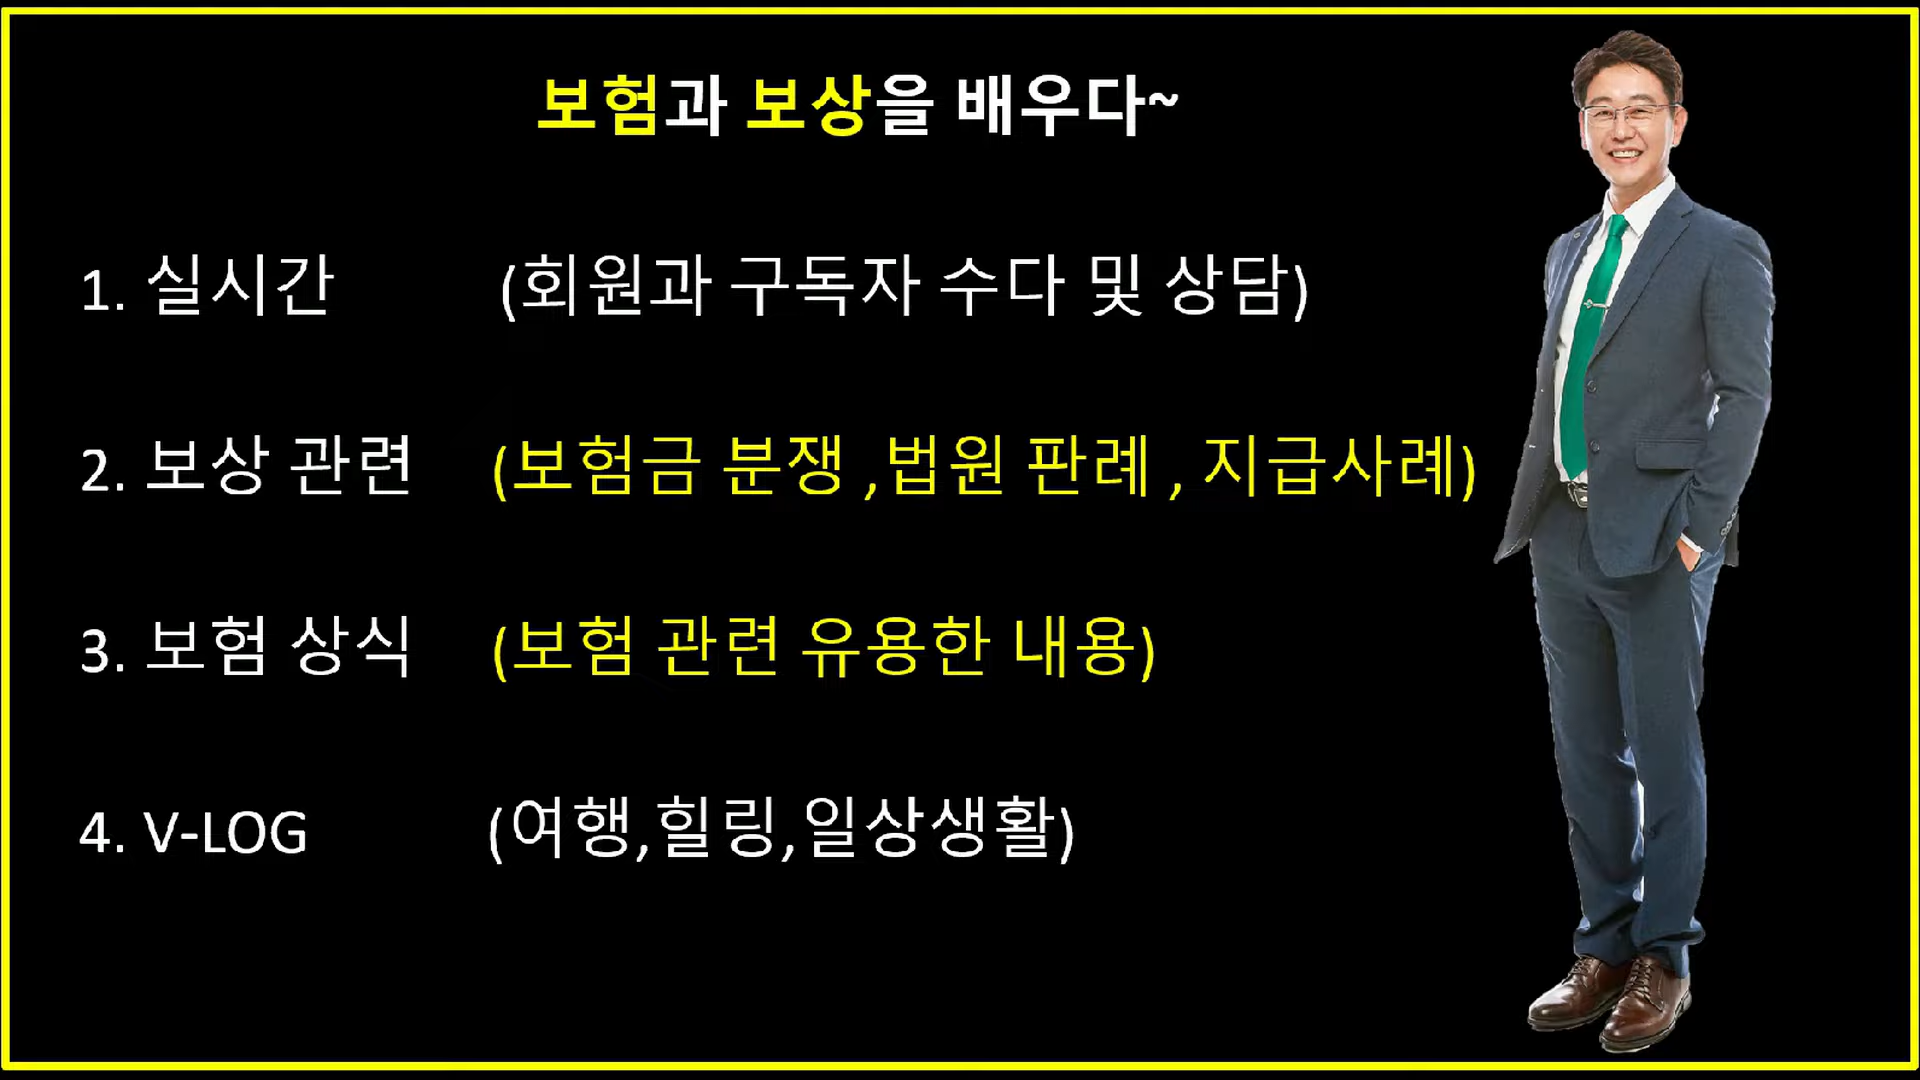 보험과 보상을 배우다~
1. 실시간 (회원과 구독자 수다 및 상담)
2. 보상 관련 (보험금 분쟁 ,법원 판례 , 지급사례)
3. 보험 상식 (보험 관련 유용한 내용)
4. V-LOG (여행,힐링,일상생활)